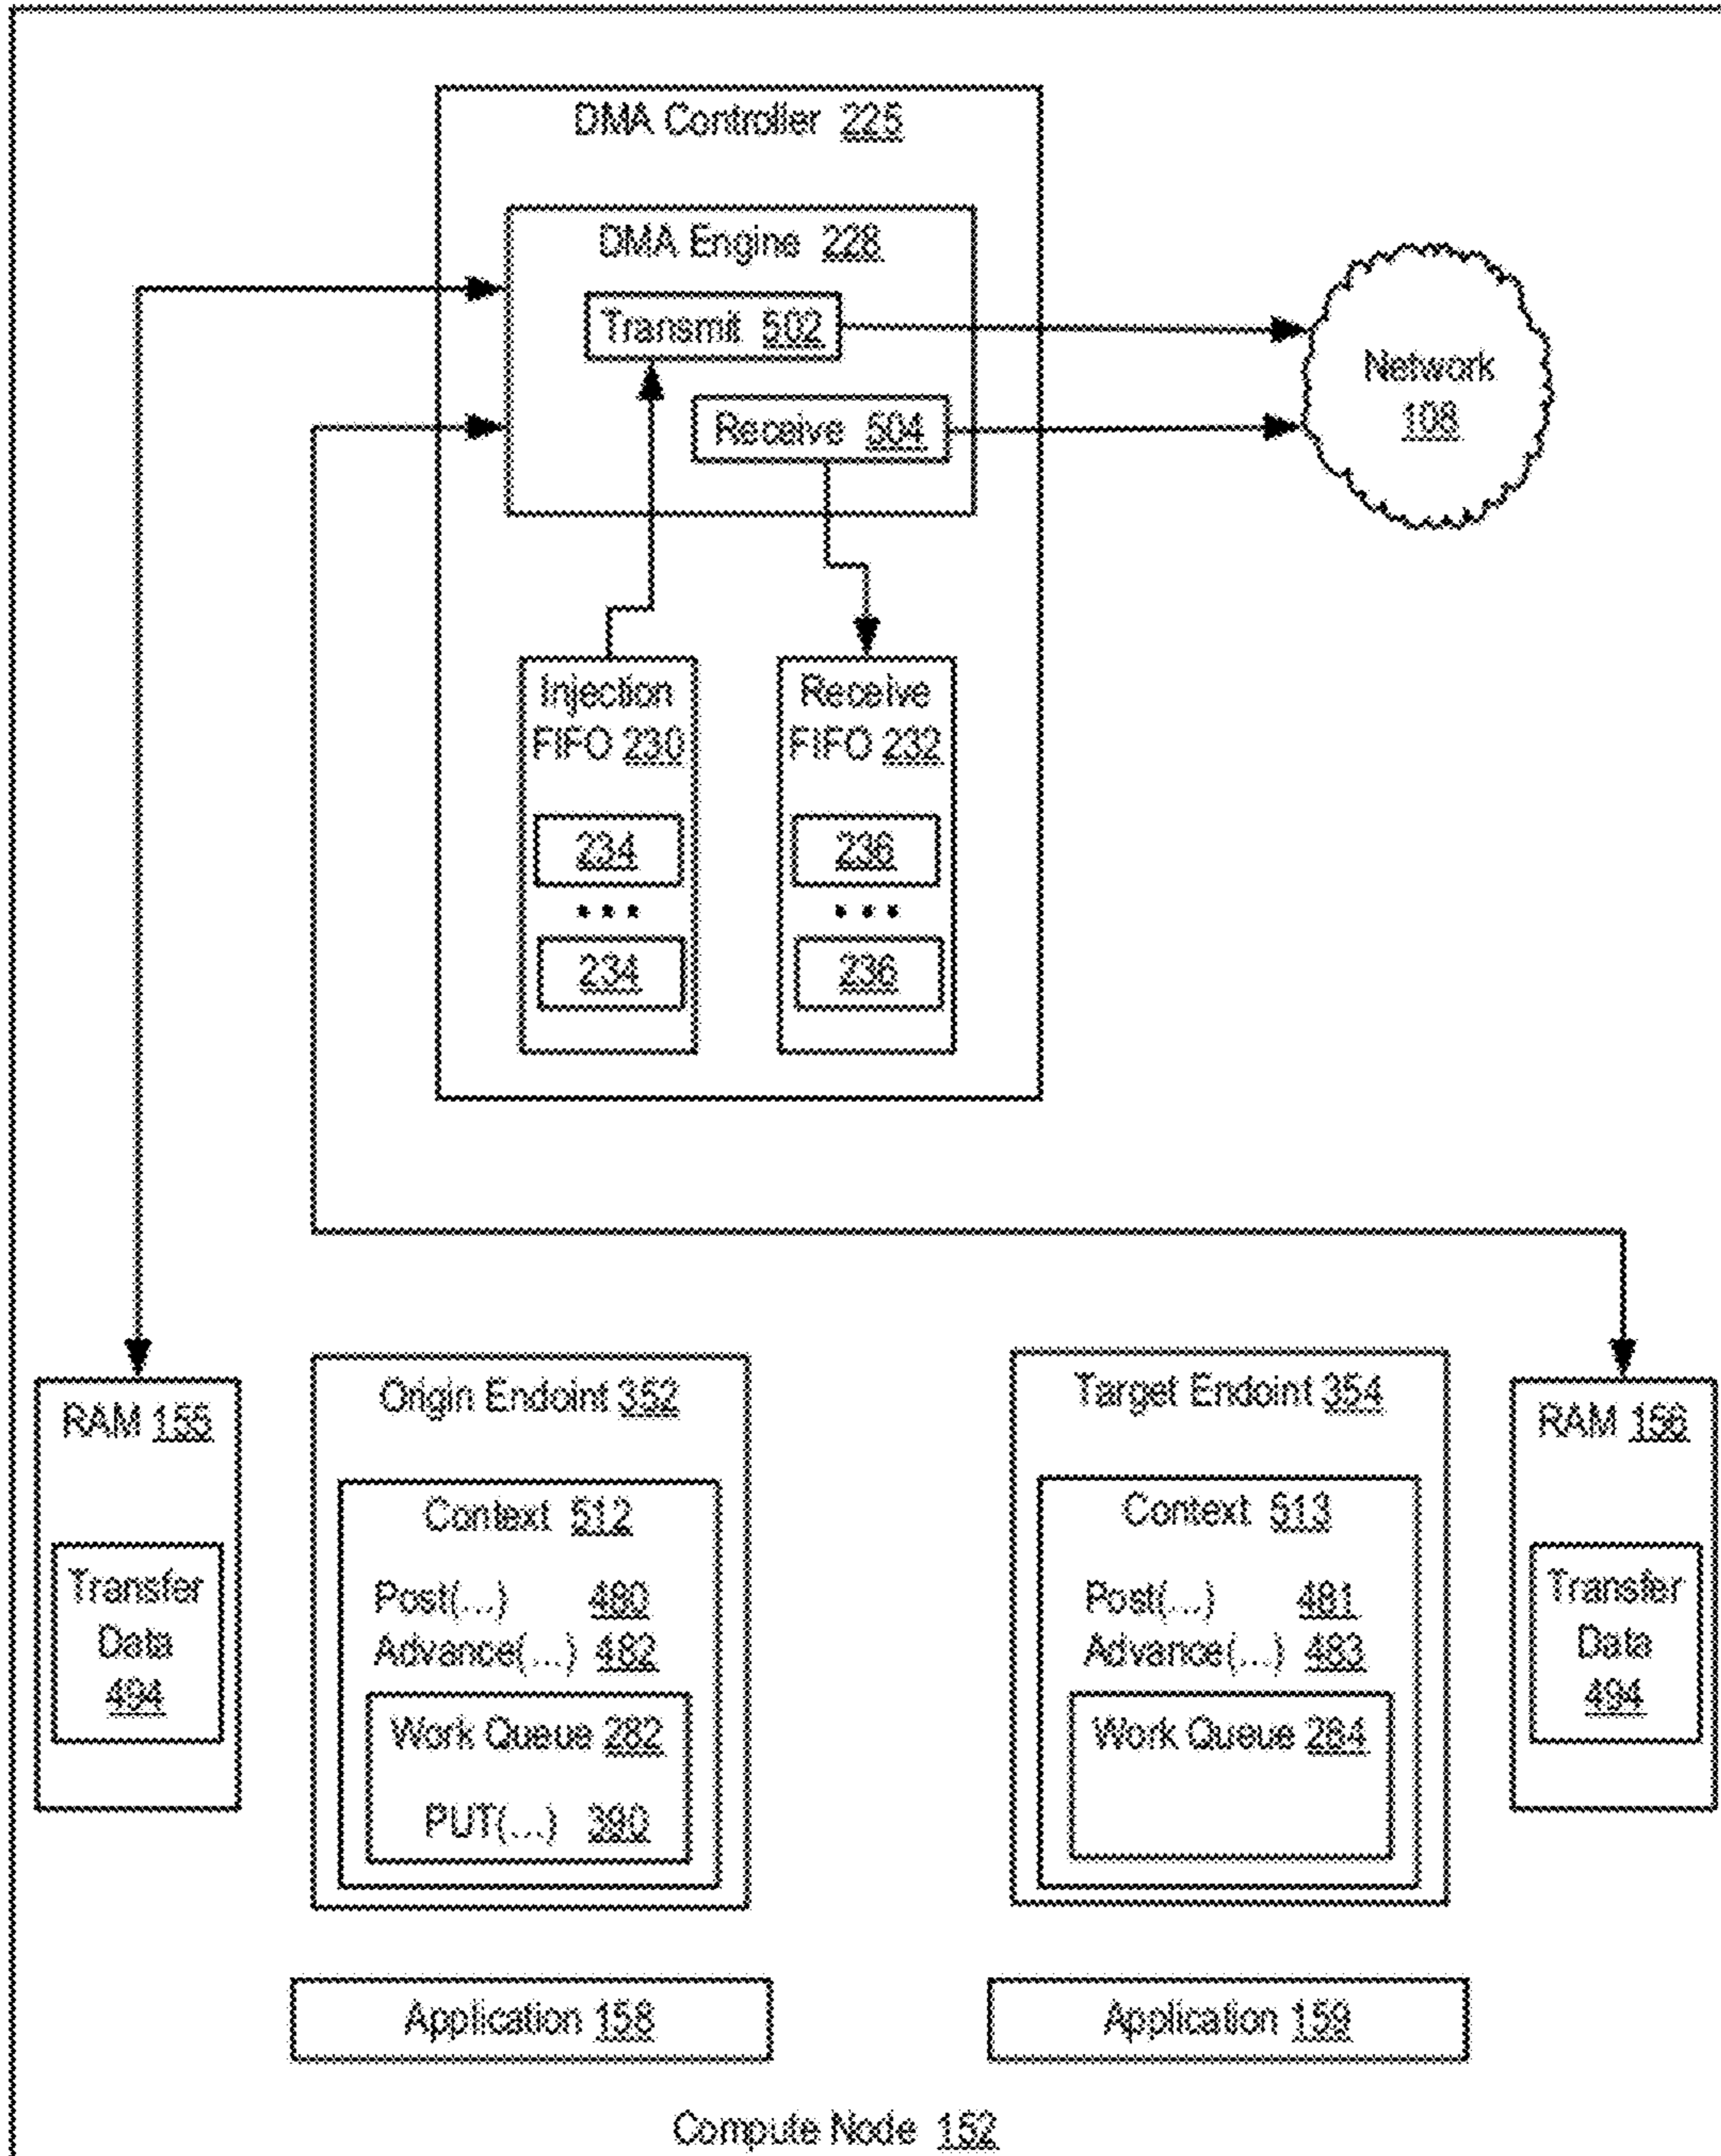 DMA Controller 225
DMA Engine 228
Transmit 502
Receive 504
Network
108
Injection
FIFO 230
234
• • •
234
Receive
FIFO 232
236
• • •
236
RAM 155
Transfer
Data
494
Origin Endoint 352
Context 512
Post(...) 480
Advance(...) 482
Work Queue 282
PUT(...) 390
Target Endoint 354
Context 513
Post(...) 481
Advance(...) 483
Work Queue 284
RAM 156
Transfer
Data
494
Application 158
Application 159
Compute Node 152